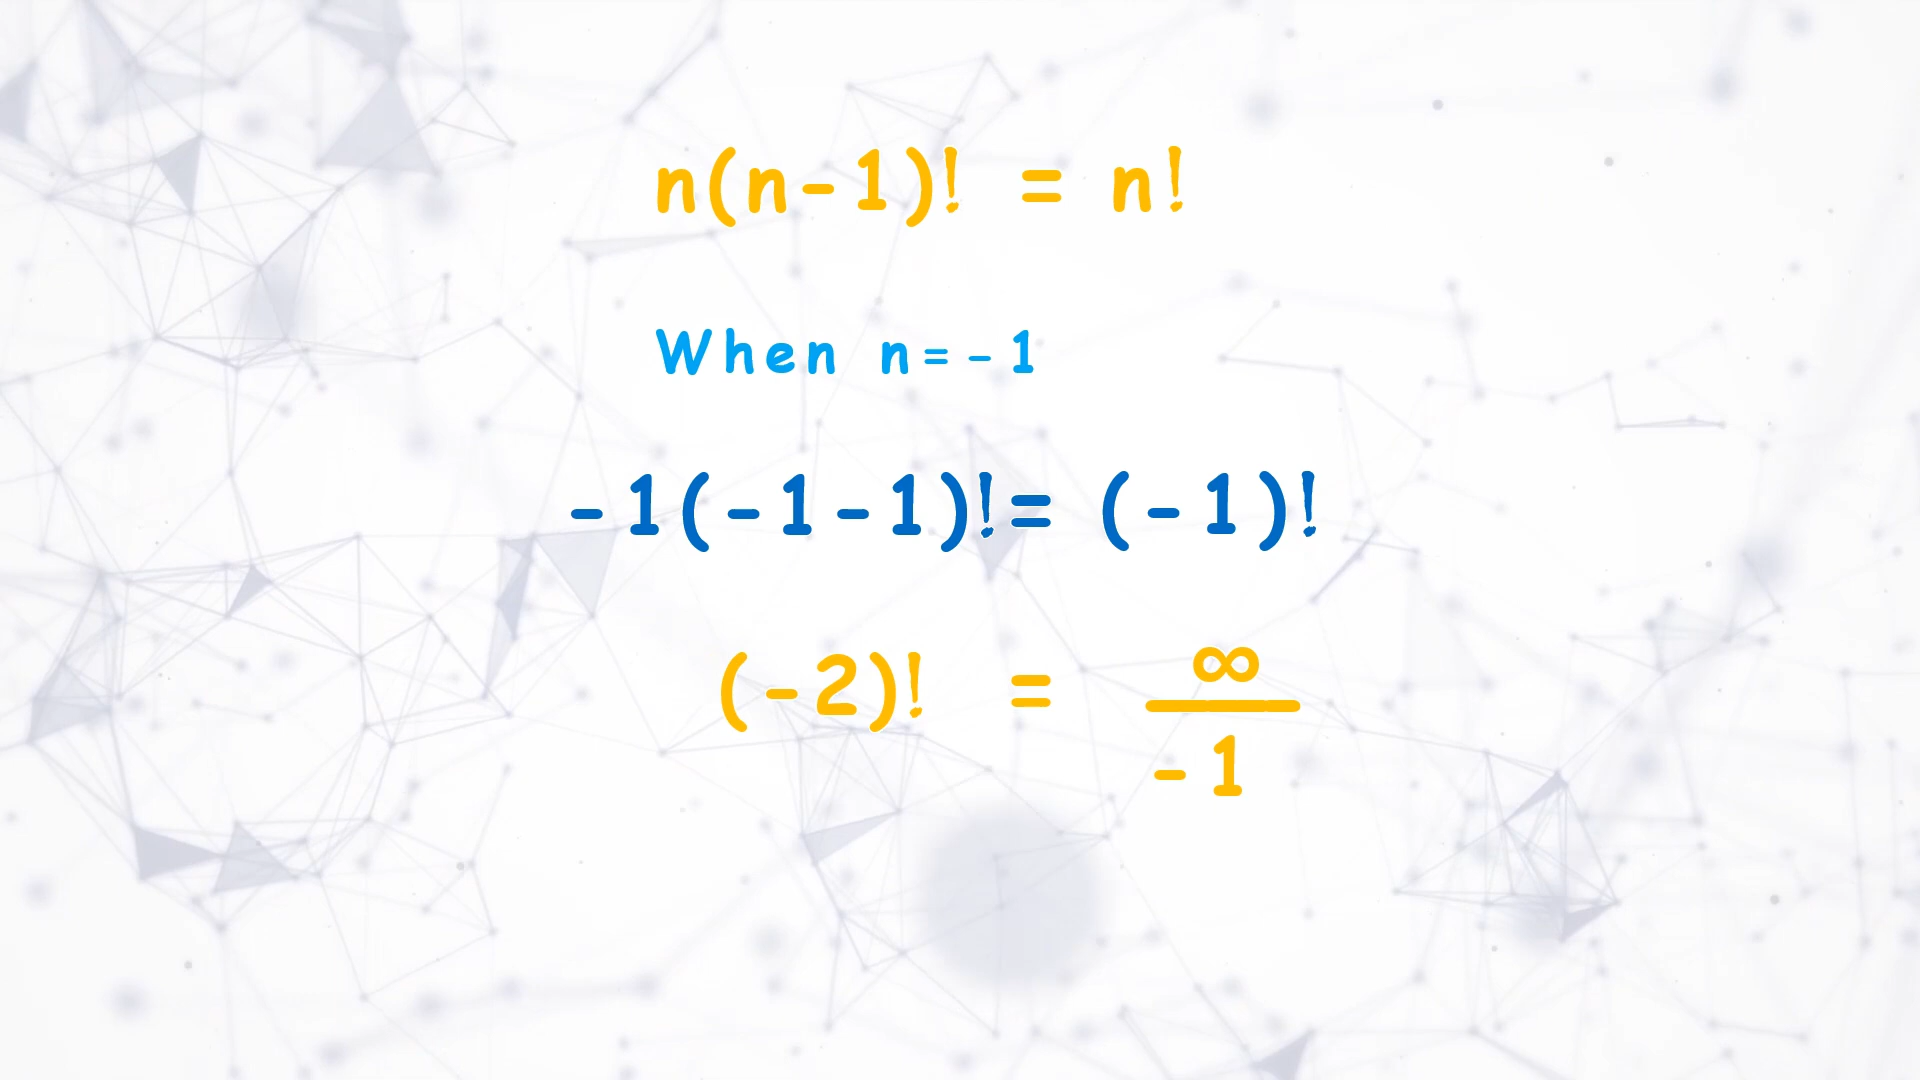 n(n-1)! = n!
When n=-1
-1(-1-1)!= (-1)!
(-2)! = ∞
-1